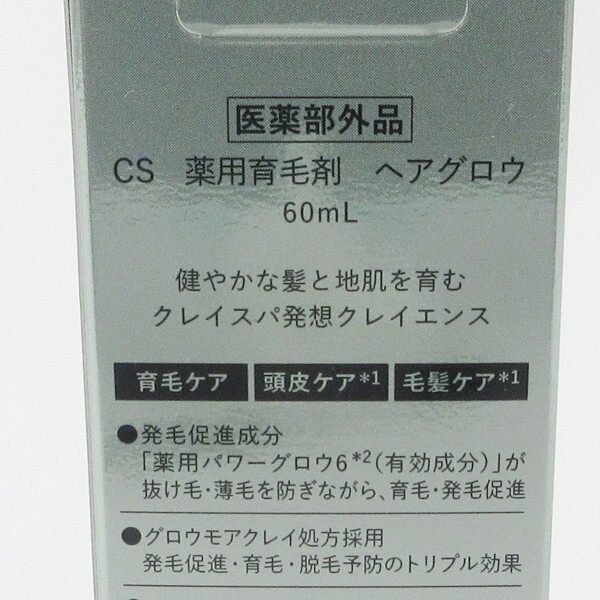 医薬部外品
CS 薬用育毛剤 ヘアグロウ
60mL
健やかな髪と地肌を育む
クレイスパ発想クレイエンス
育毛ケア 頭皮ケア*1 毛髪ケア*1
●発毛促進成分
「薬用パワーグロウ6*2(有効成分)」が
抜け毛・薄毛を防ぎながら、育毛・発毛促進
●グロウモアクレイ処方採用
発毛促進・育毛・脱毛予防のトリプル効果